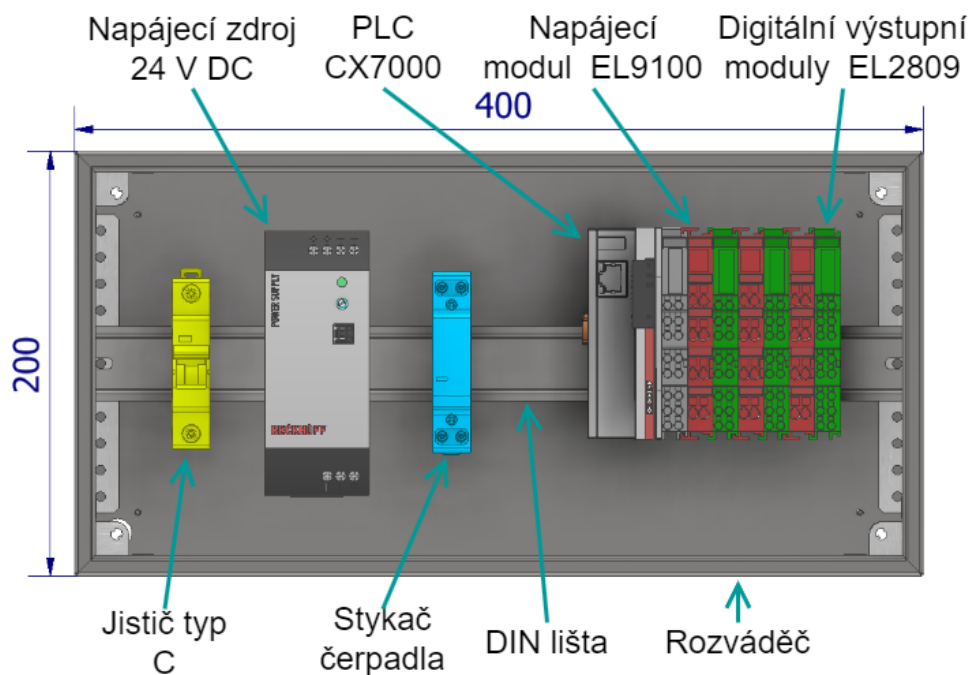 Napájecí zdroj
24 V DC
PLC
CX7000
Napájecí
modul EL9100
Digitální výstupní
moduly EL2809
400
200
POWER SUPPLY
BECKHOFF
Jistič typ
C
Stykač
čerpadla
DIN lišta
Rozváděč